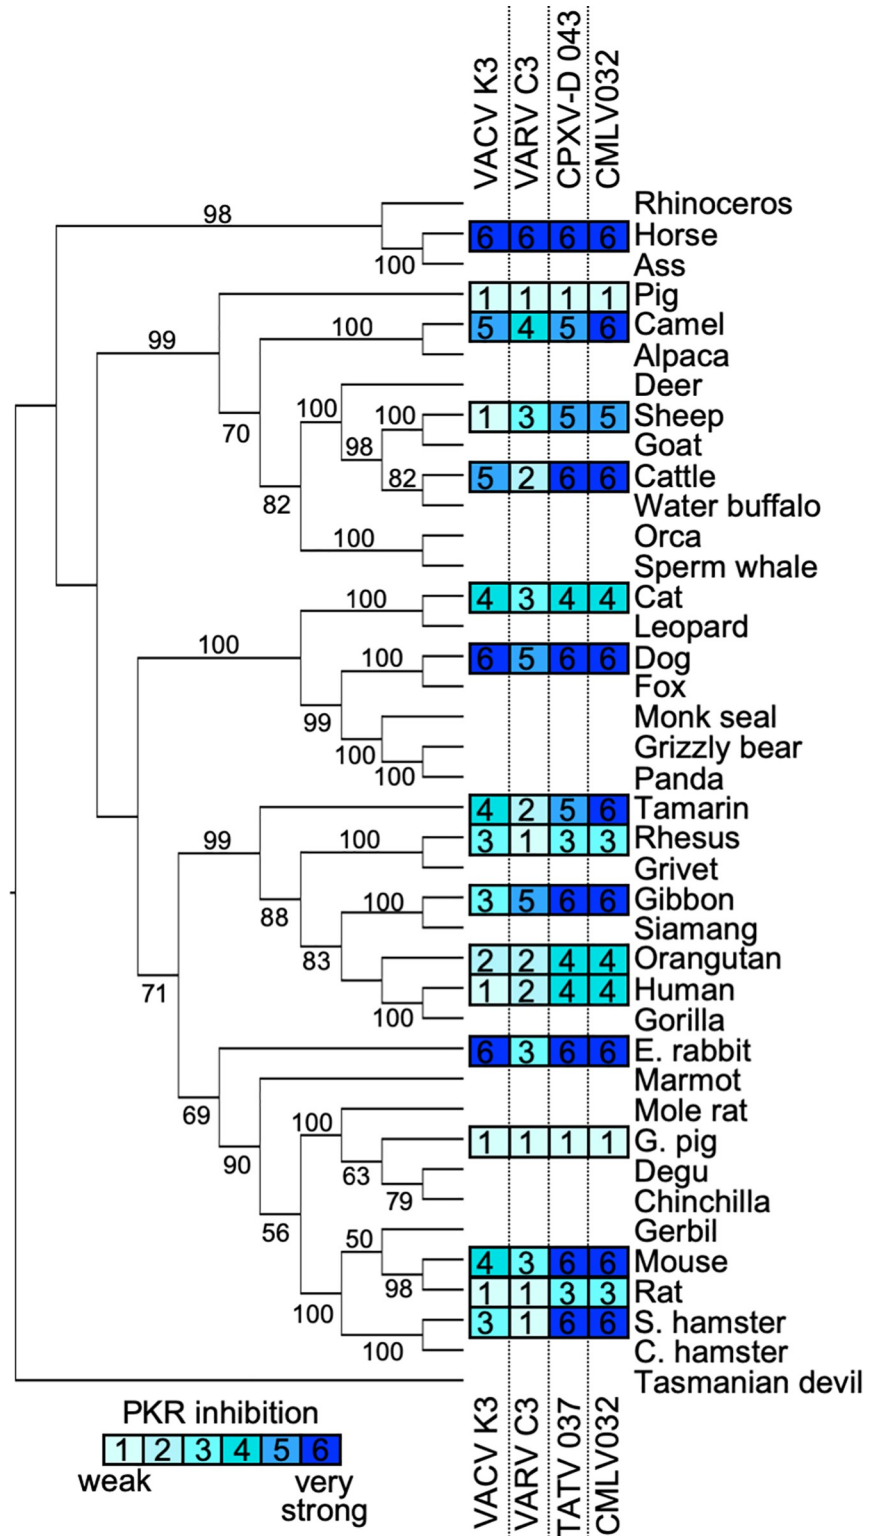 VACV K3
VARV C3
CPXV-D 043
CMLV032
98
Rhinoceros
6 6 6 6 Horse
100
Ass
1 1 1 1 Pig
99
100
5 4 5 6 Camel
Alpaca
Deer
100
100
1 3 5 5 Sheep
70
98
Goat
82
5 2 6 6 Cattle
82
Water buffalo
100
Orca
Sperm whale
100
4 3 4 4 Cat
Leopard
100
100
6 5 6 6 Dog
Fox
99
Monk seal
100
Grizzly bear
100
Panda
4 2 5 6 Tamarin
99
100
3 1 3 3 Rhesus
Grivet
88
100
3 5 6 6 Gibbon
Siamang
83
2 2 4 4 Orangutan
71
1 2 4 4 Human
100
Gorilla
6 3 6 6 E. rabbit
Marmot
69
100
Mole rat
1 1 1 1 G. pig
90
63
Degu
79
Chinchilla
56
50
Gerbil
4 3 6 6 Mouse
98
1 1 3 3 Rat
100
3 1 6 6 S. hamster
100
C. hamster
Tasmanian devil
PKR inhibition
1 2 3 4 5 6
weak
very
strong
VACV K3
VARV C3
TATV 037
CMLV032